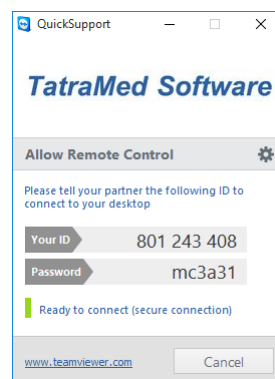 QuickSupport
TatraMed Software
Allow Remote Control
Please tell your partner the following ID to
connect to your desktop
Your ID 801 243 408
Password mc3a31
Ready to connect (secure connection)
www.teamviewer.com Cancel